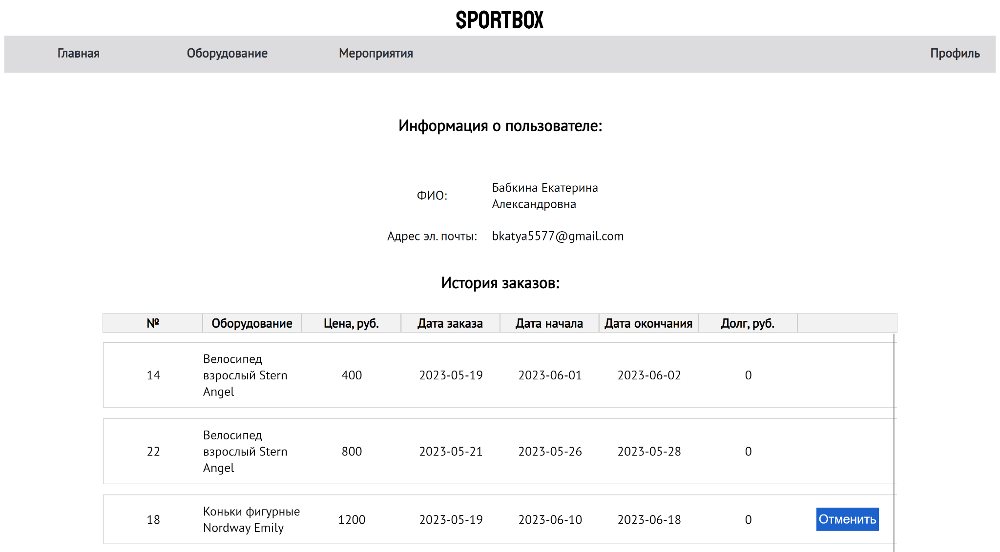 SPORTBOX
Главная Оборудование Мероприятия Профиль
Информация о пользователе:
ФИО: Бабкина Екатерина
Александровна
Адрес эл. почты: bkatya5577@gmail.com
История заказов:
№ Оборудование Цена, руб. Дата заказа Дата начала Дата окончания Долг, руб.
Велосипед
14 взрослый Stern 400 2023-05-19 2023-06-01 2023-06-02 0
Angel
Велосипед
22 взрослый Stern 800 2023-05-21 2023-05-26 2023-05-28 0
Angel
18 Коньки фигурные 1200 2023-05-19 2023-06-10 2023-06-18 0 Отменить
Nordway Emily